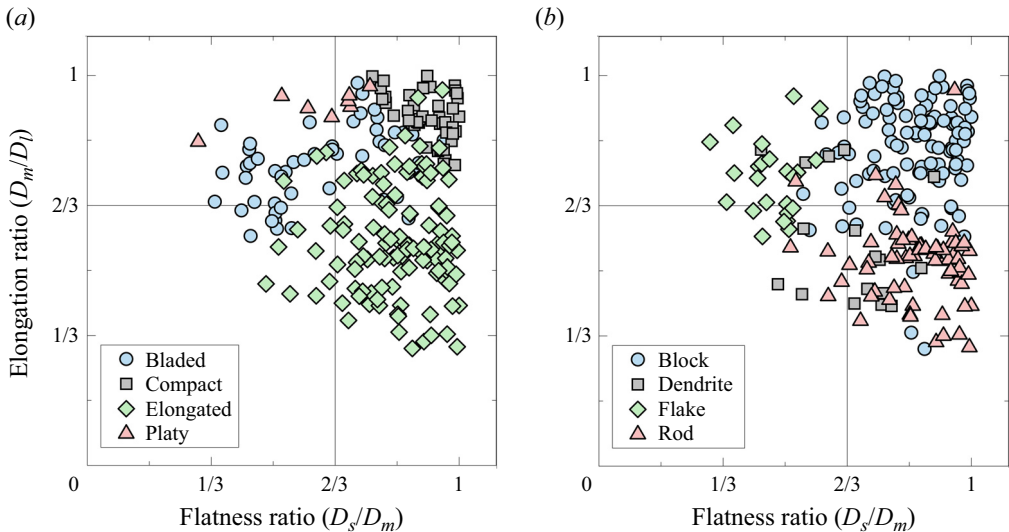 (a)
Elongation ratio (Dm/Dl)
1
2/3
1/3
Bladed
Compact
Elongated
Platy
0
1/3
2/3
1
Flatness ratio (Ds/Dm)
(b)
1
2/3
1/3
Block
Dendrite
Flake
Rod
0
1/3
2/3
1
Flatness ratio (Ds/Dm)